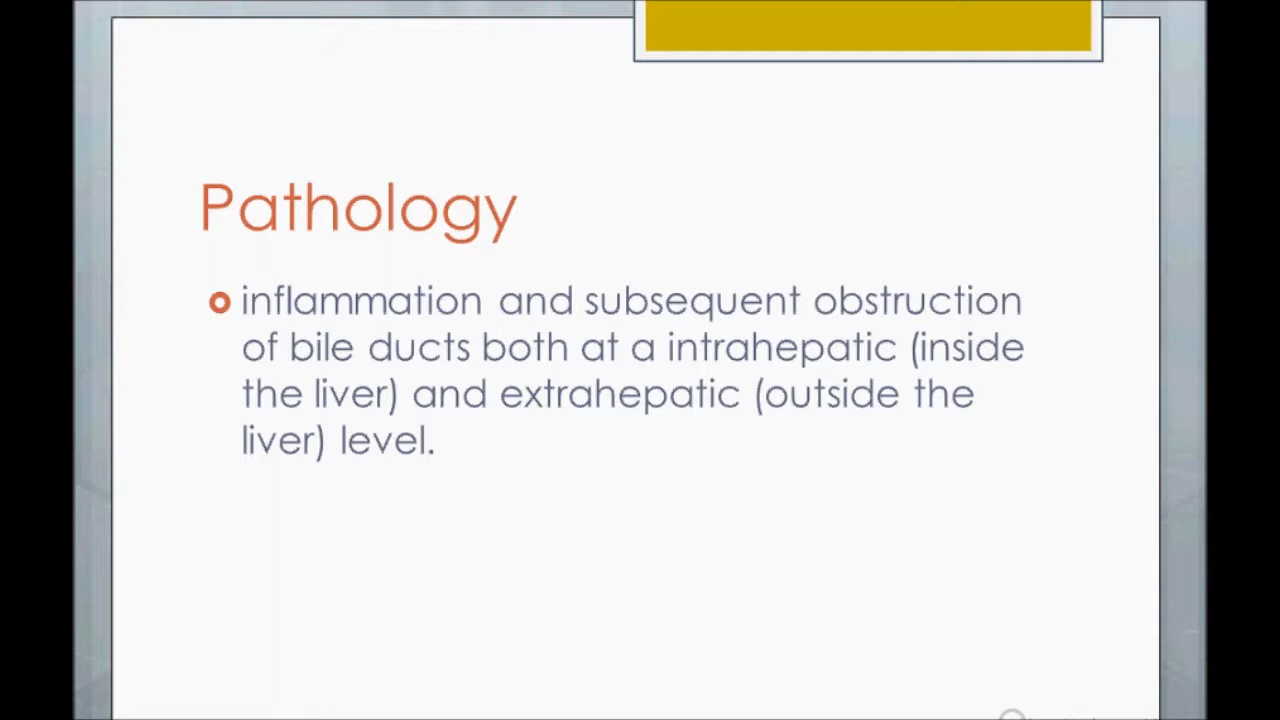 Pathology
inflammation and subsequent obstruction
of bile ducts both at a intrahepatic (inside
the liver) and extrahepatic (outside the
liver) level.